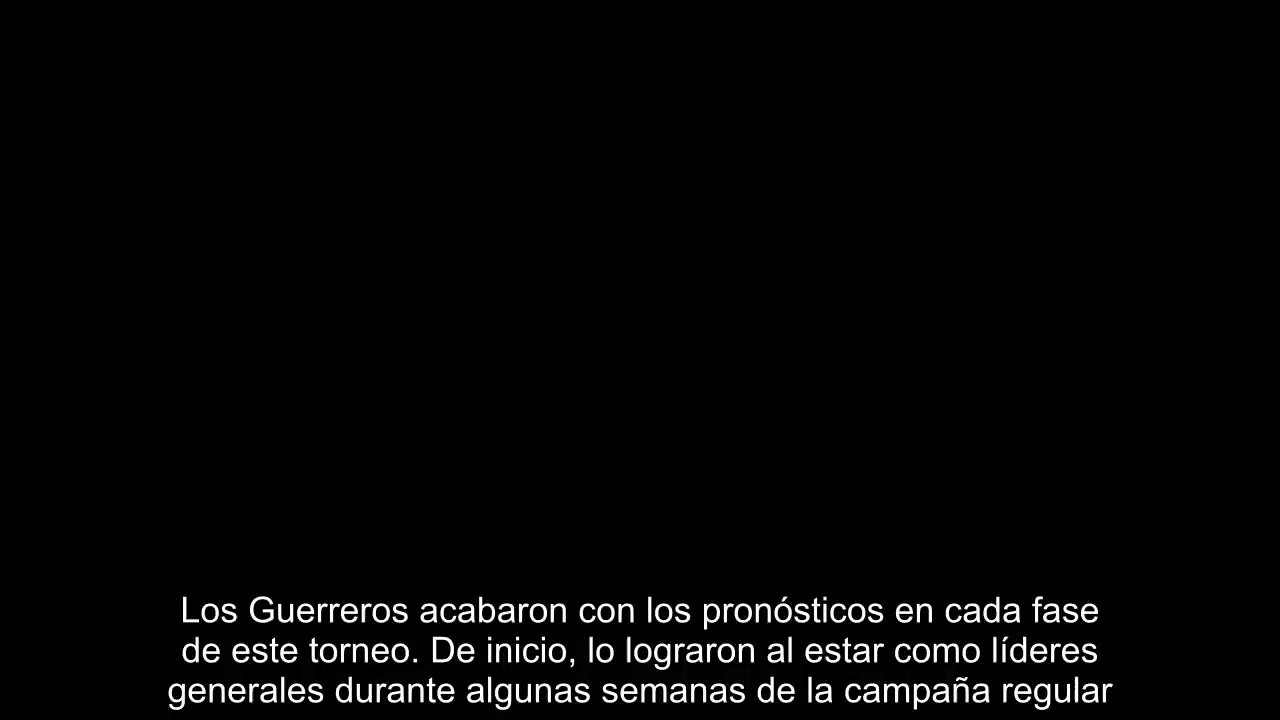 Los Guerreros acabaron con los pronósticos en cada fase
de este torneo. De inicio, lo lograron al estar como líderes
generales durante algunas semanas de la campaña regular